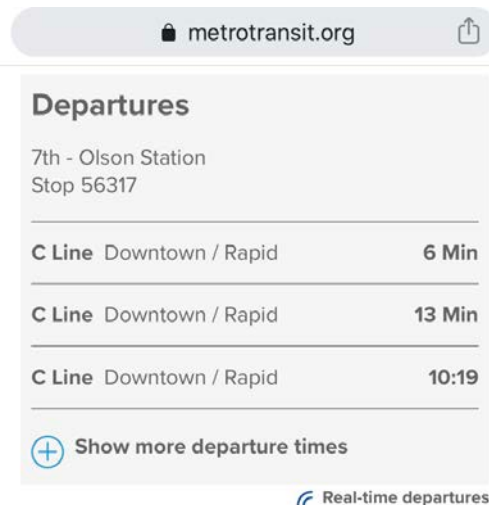 metrotransit.org
Departures
7th - Olson Station
Stop 56317
C Line Downtown / Rapid 6 Min
C Line Downtown / Rapid 13 Min
C Line Downtown / Rapid 10:19
Show more departure times
Real-time departures